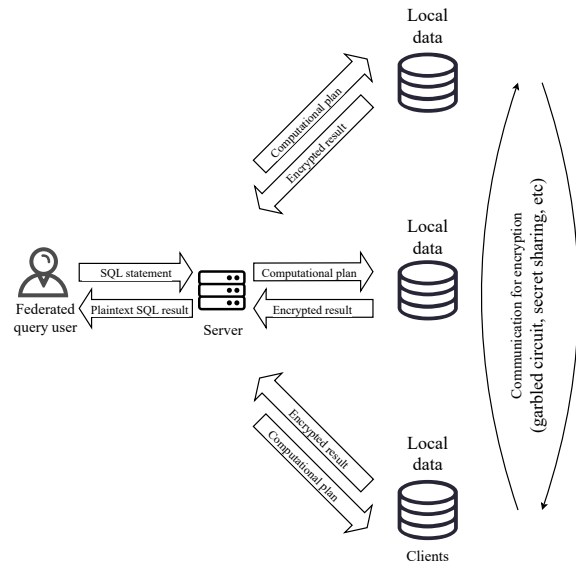 Local
data
Computational plan
Encrypted result
Local
data
SQL statement
Computational plan
Plaintext SQL result
Encrypted result
Federated
query user
Server
Communication for encryption
(garbled circuit, secret sharing, etc)
Encrypted result
Computational plan
Local
data
Clients